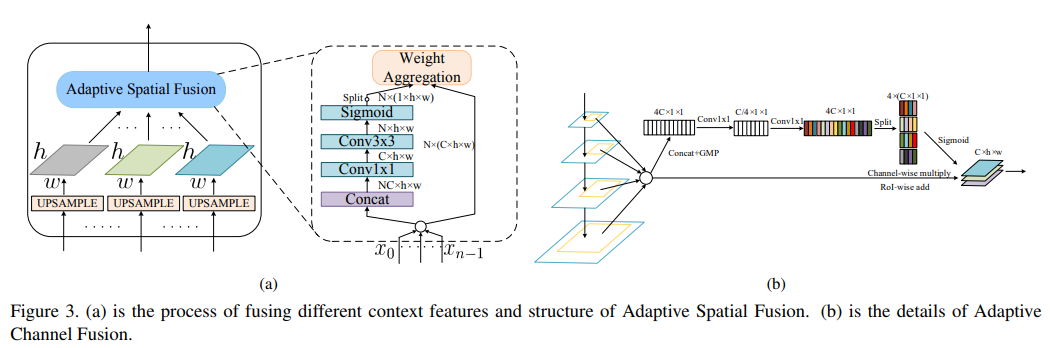 Adaptive Spatial Fusion
h
h
h
w
w
w
UPSAMPLE
UPSAMPLE
UPSAMPLE
Weight
Aggregation
Split
N×(1×h×w)
Sigmoid
N×h×w
Conv3x3
C×h×w
Conv1x1
NC×h×w
Concat
N×(C×h×w)
x0
xn−1
(a)
4C×1×1
Conv1x1
C/4×1×1
Conv1x1
4C×1×1
Split
4×(C×1×1)
Sigmoid
Concat+GMP
C×h×w
Channel-wise multiply
RoI-wise add
(b)
Figure 3. (a) is the process of fusing different context features and structure of Adaptive Spatial Fusion. (b) is the details of Adaptive
Channel Fusion.